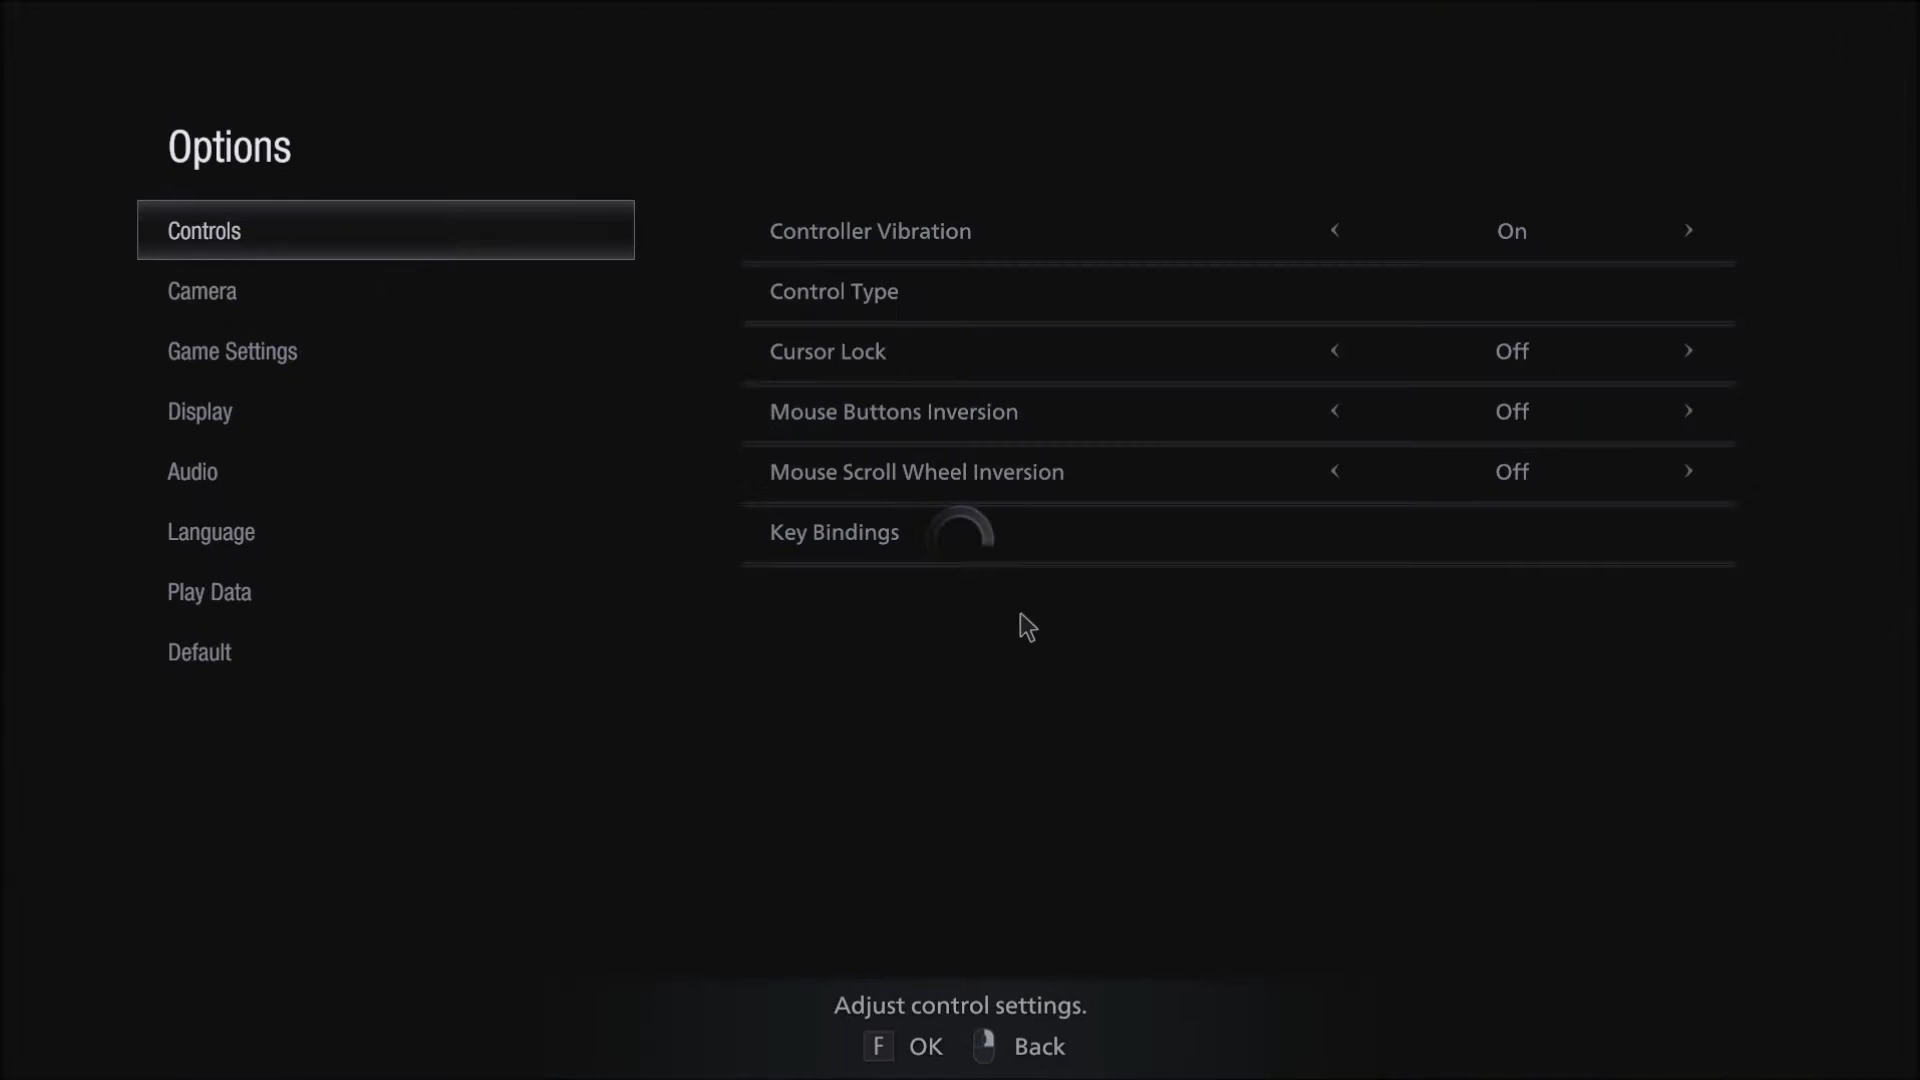 Options
Controls
Camera
Game Settings
Display
Audio
Language
Play Data
Default
Controller Vibration < On >
Control Type
Cursor Lock < Off >
Mouse Buttons Inversion < Off >
Mouse Scroll Wheel Inversion < Off >
Key Bindings
Adjust control settings.
F OK Back